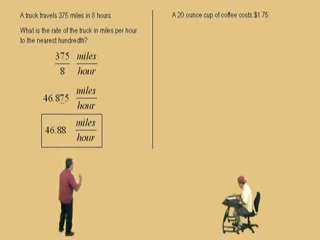 A truck travels 375 miles in 8 hours.
What is the rate of the truck in miles per hour
to the nearest hundredth?
375 miles
8 hour
46.875 miles
hour
46.88 miles
hour
A 20 ounce cup of coffee costs $1.75.